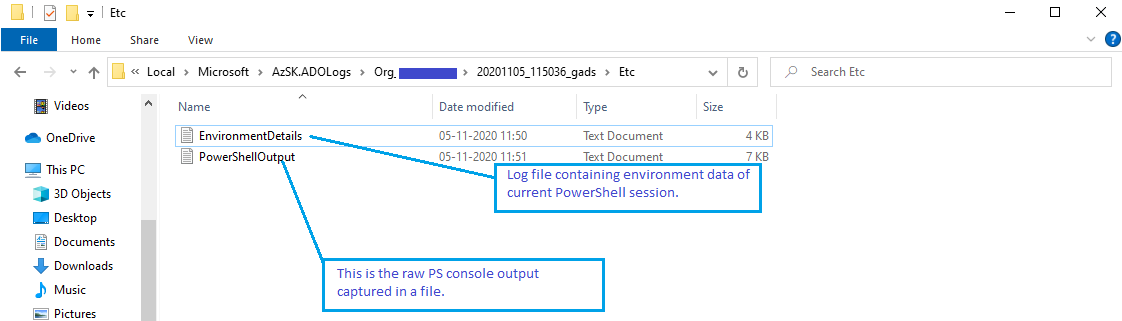 Etc
File Home Share View
Local Microsoft AzSK.ADOLogs Org_ 20201105_115036_gads Etc
Search Etc
Name Date modified Type Size
Videos
OneDrive
This PC
3D Objects
Desktop
Documents
Downloads
Music
Pictures
EnvironmentDetails 05-11-2020 11:50 Text Document 4 KB
PowerShellOutput 05-11-2020 11:51 Text Document 7 KB
Log file containing environment data of
current PowerShell session.
This is the raw PS console output
captured in a file.